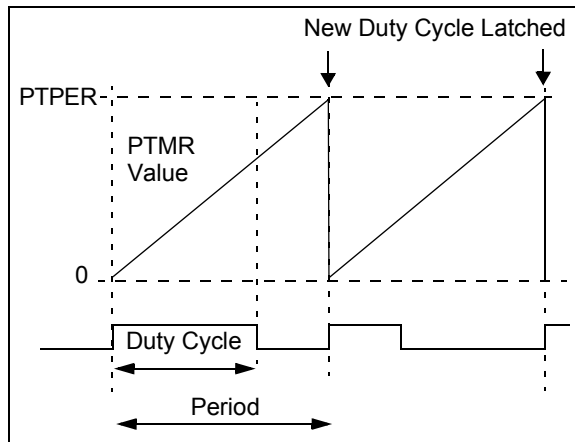 New Duty Cycle Latched
PTPER
PTMR
Value
0
Duty Cycle
Period